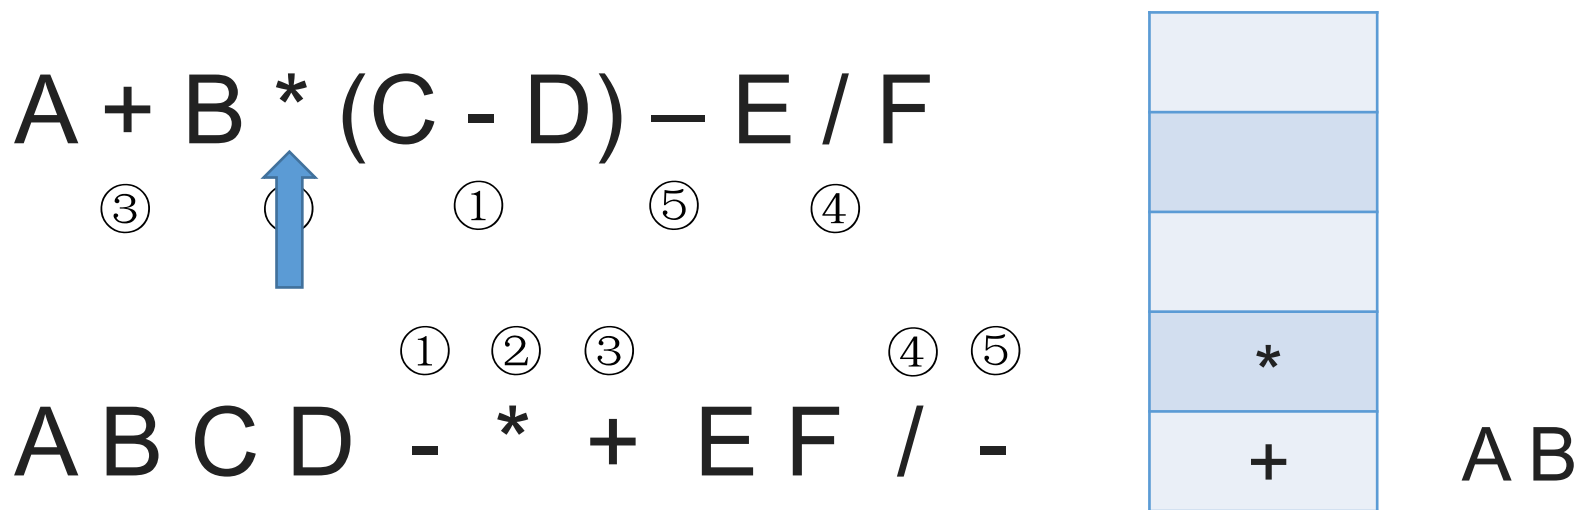 A + B * (C - D) – E / F
③ ① ⑤ ④
① ② ③ ④ ⑤
A B C D - * + E F / -
*
+
A B